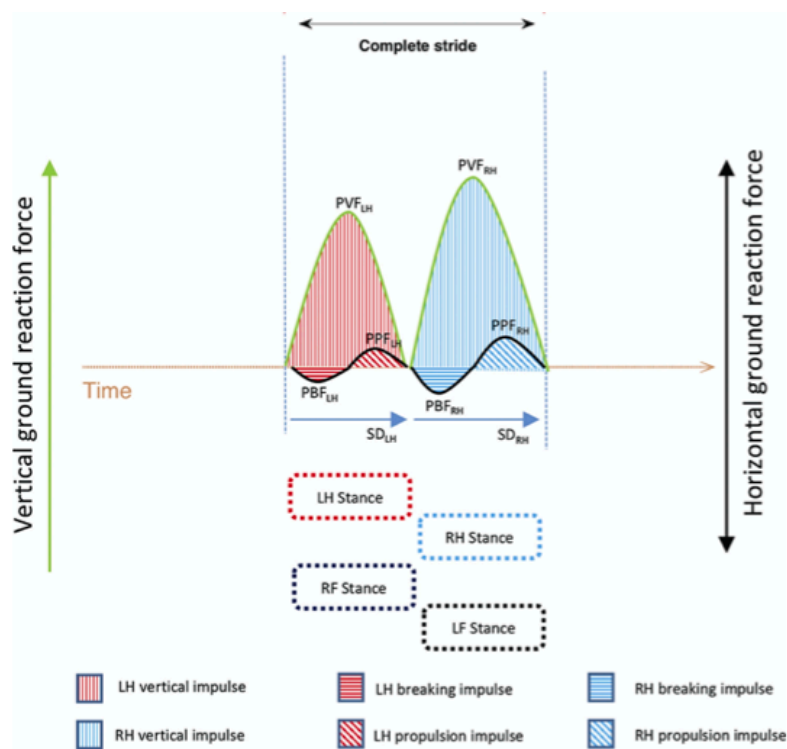 Complete stride
Vertical ground reaction force
Horizontal ground reaction force
PVF_LH
PVF_RH
PPF_LH
PPF_RH
Time
PBF_LH
PBF_RH
SD_LH
SD_RH
LH Stance
RH Stance
RF Stance
LF Stance
LH vertical impulse
LH breaking impulse
RH breaking impulse
RH vertical impulse
LH propulsion impulse
RH propulsion impulse